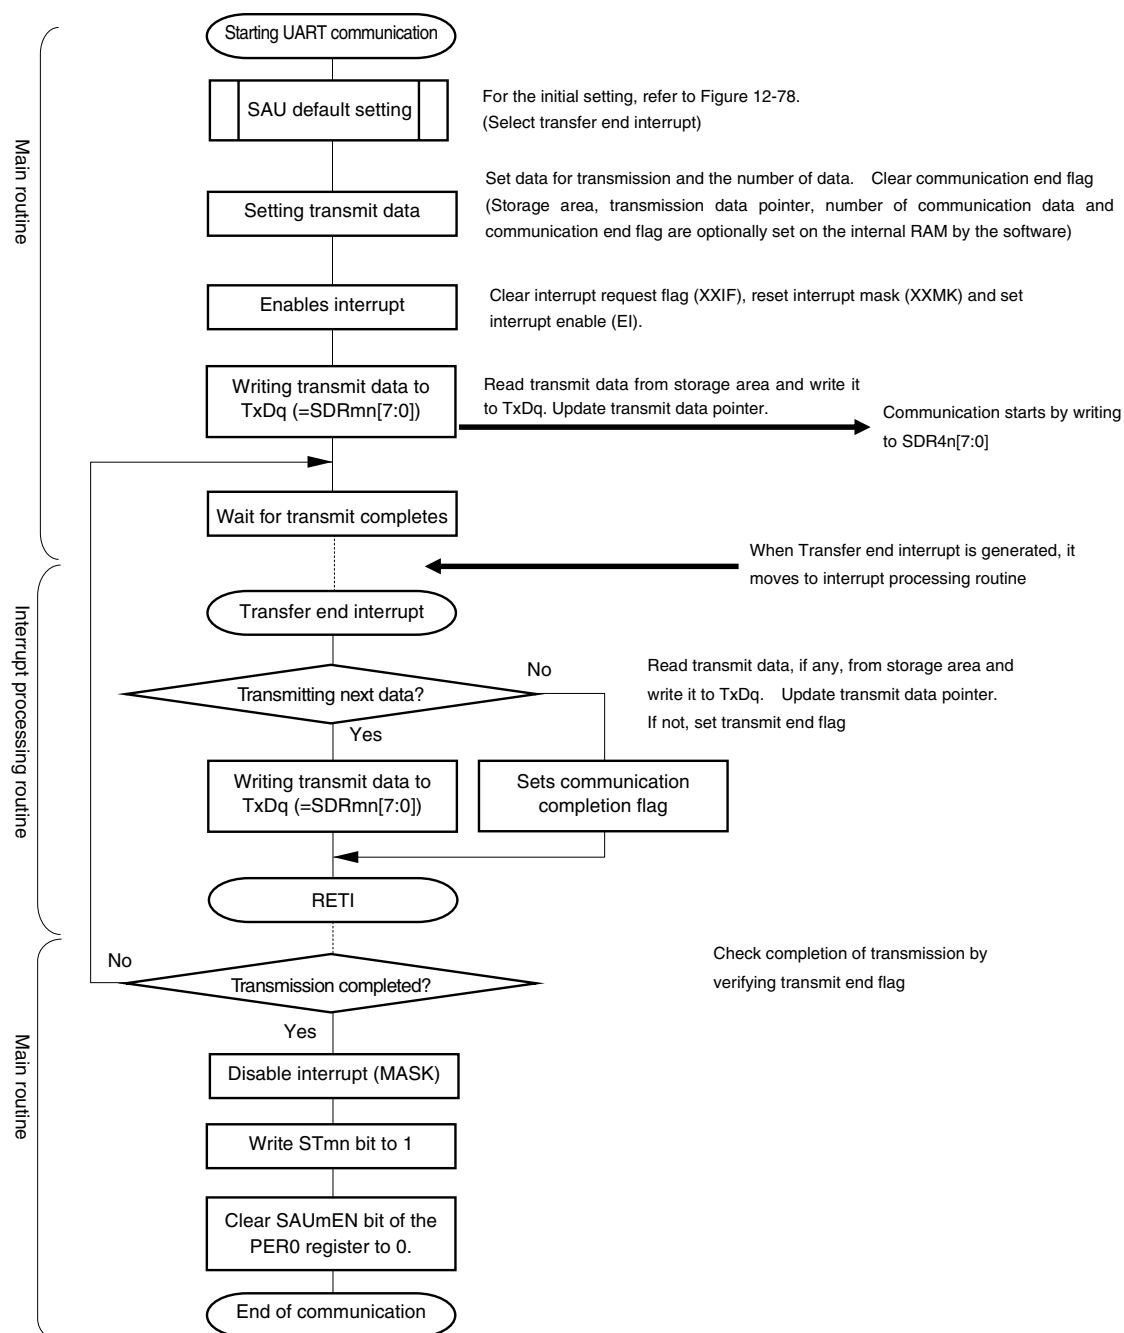 Starting UART communication
SAU default setting
For the initial setting, refer to Figure 12-78.
(Select transfer end interrupt)
Main routine
Setting transmit data
Set data for transmission and the number of data. Clear communication end flag
(Storage area, transmission data pointer, number of communication data and
communication end flag are optionally set on the internal RAM by the software)
Enables interrupt
Clear interrupt request flag (XXIF), reset interrupt mask (XXMK) and set
interrupt enable (EI).
Writing transmit data to
TxDq (=SDRmn[7:0])
Read transmit data from storage area and write it
to TxDq. Update transmit data pointer.
Communication starts by writing
to SDR4n[7:0]
Wait for transmit completes
When Transfer end interrupt is generated, it
moves to interrupt processing routine
Interrupt processing routine
Transfer end interrupt
Transmitting next data?
No
Read transmit data, if any, from storage area and
write it to TxDq. Update transmit data pointer.
If not, set transmit end flag
Yes
Writing transmit data to
TxDq (=SDRmn[7:0])
Sets communication
completion flag
RETI
Main routine
No
Transmission completed?
Check completion of transmission by
verifying transmit end flag
Yes
Disable interrupt (MASK)
Write STmn bit to 1
Clear SAUmEN bit of the
PER0 register to 0.
End of communication